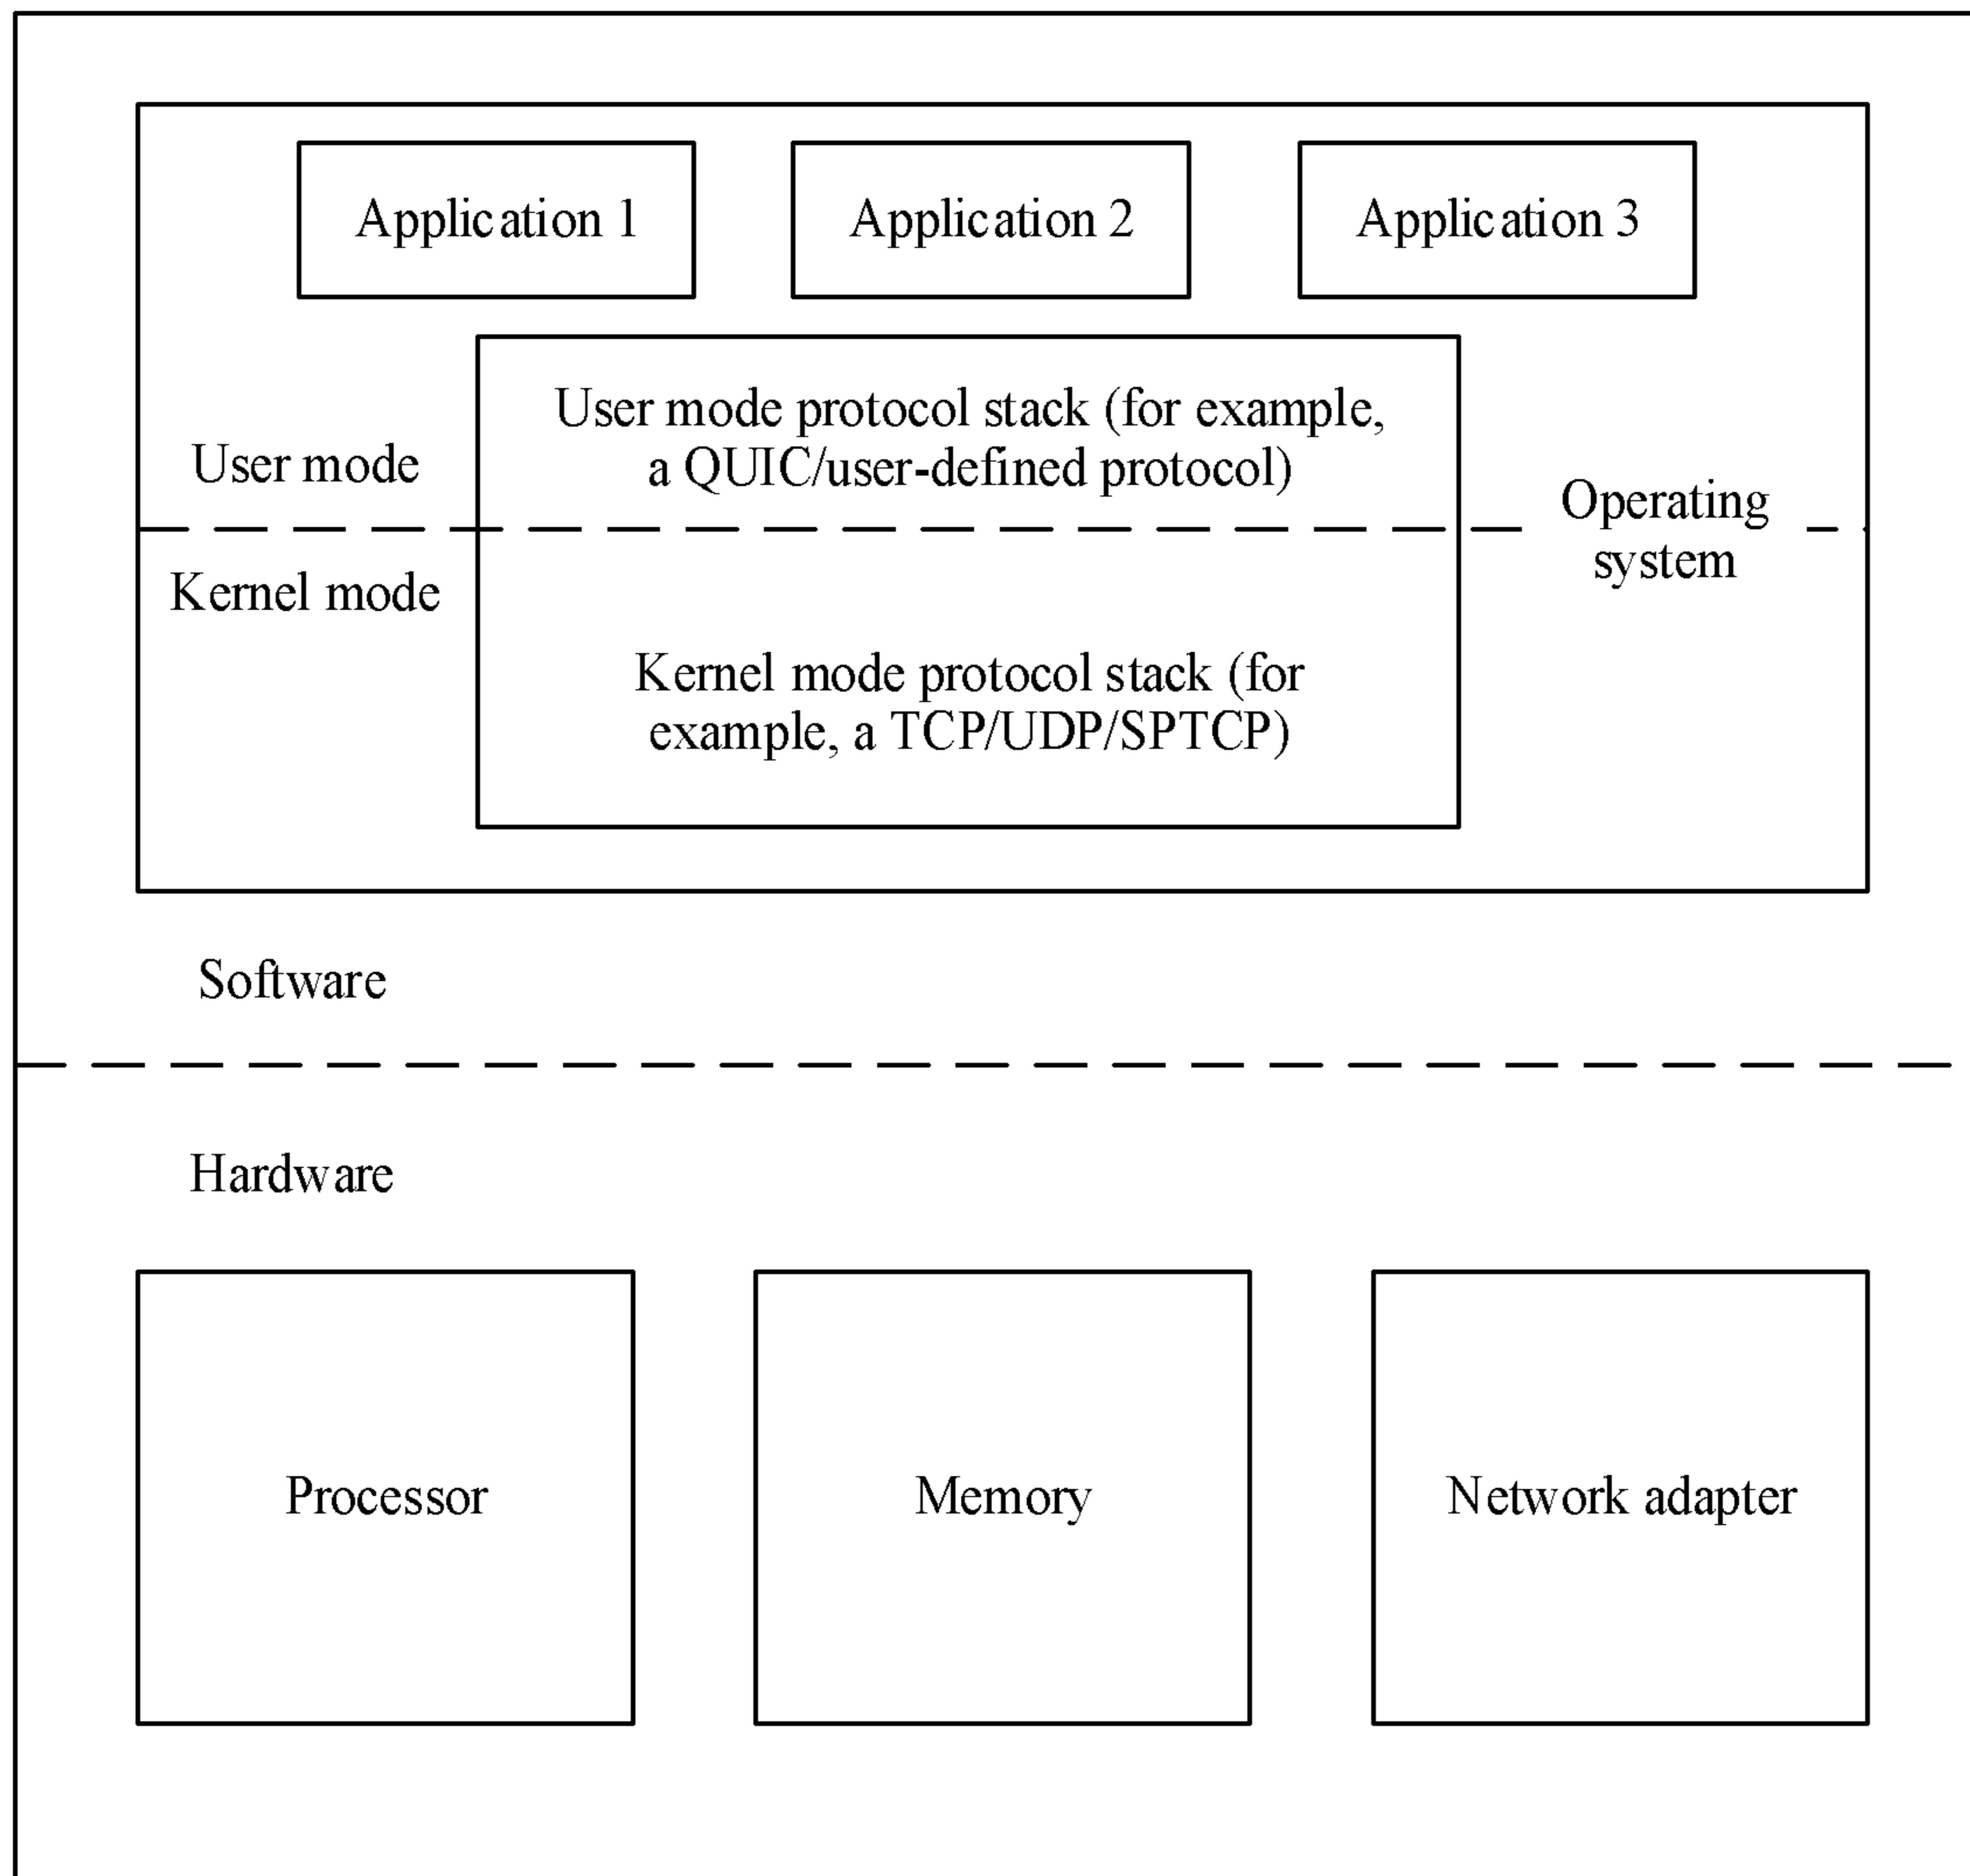 Application 1
Application 2
Application 3
User mode protocol stack (for example,
a QUIC/user-defined protocol)
User mode
Operating
system
Kernel mode
Kernel mode protocol stack (for
example, a TCP/UDP/SPTCP)
Software
Hardware
Processor
Memory
Network adapter